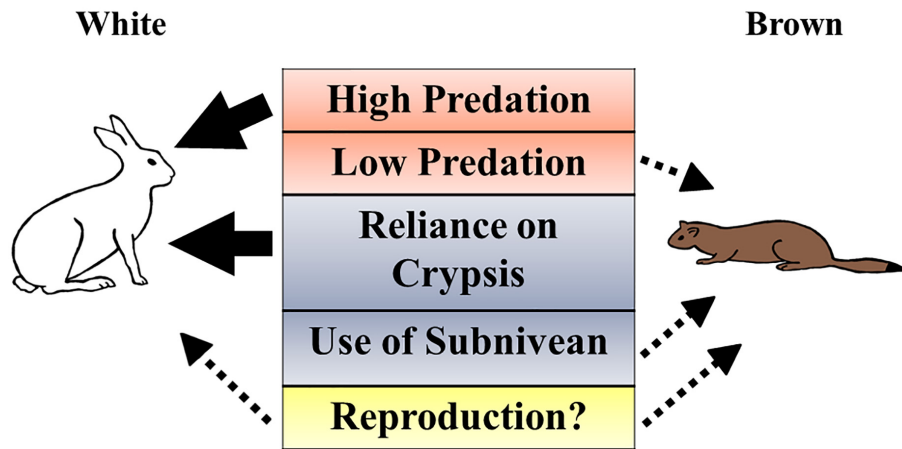 White
Brown
High Predation
Low Predation
Reliance on
Crypsis
Use of Subnivean
Reproduction?